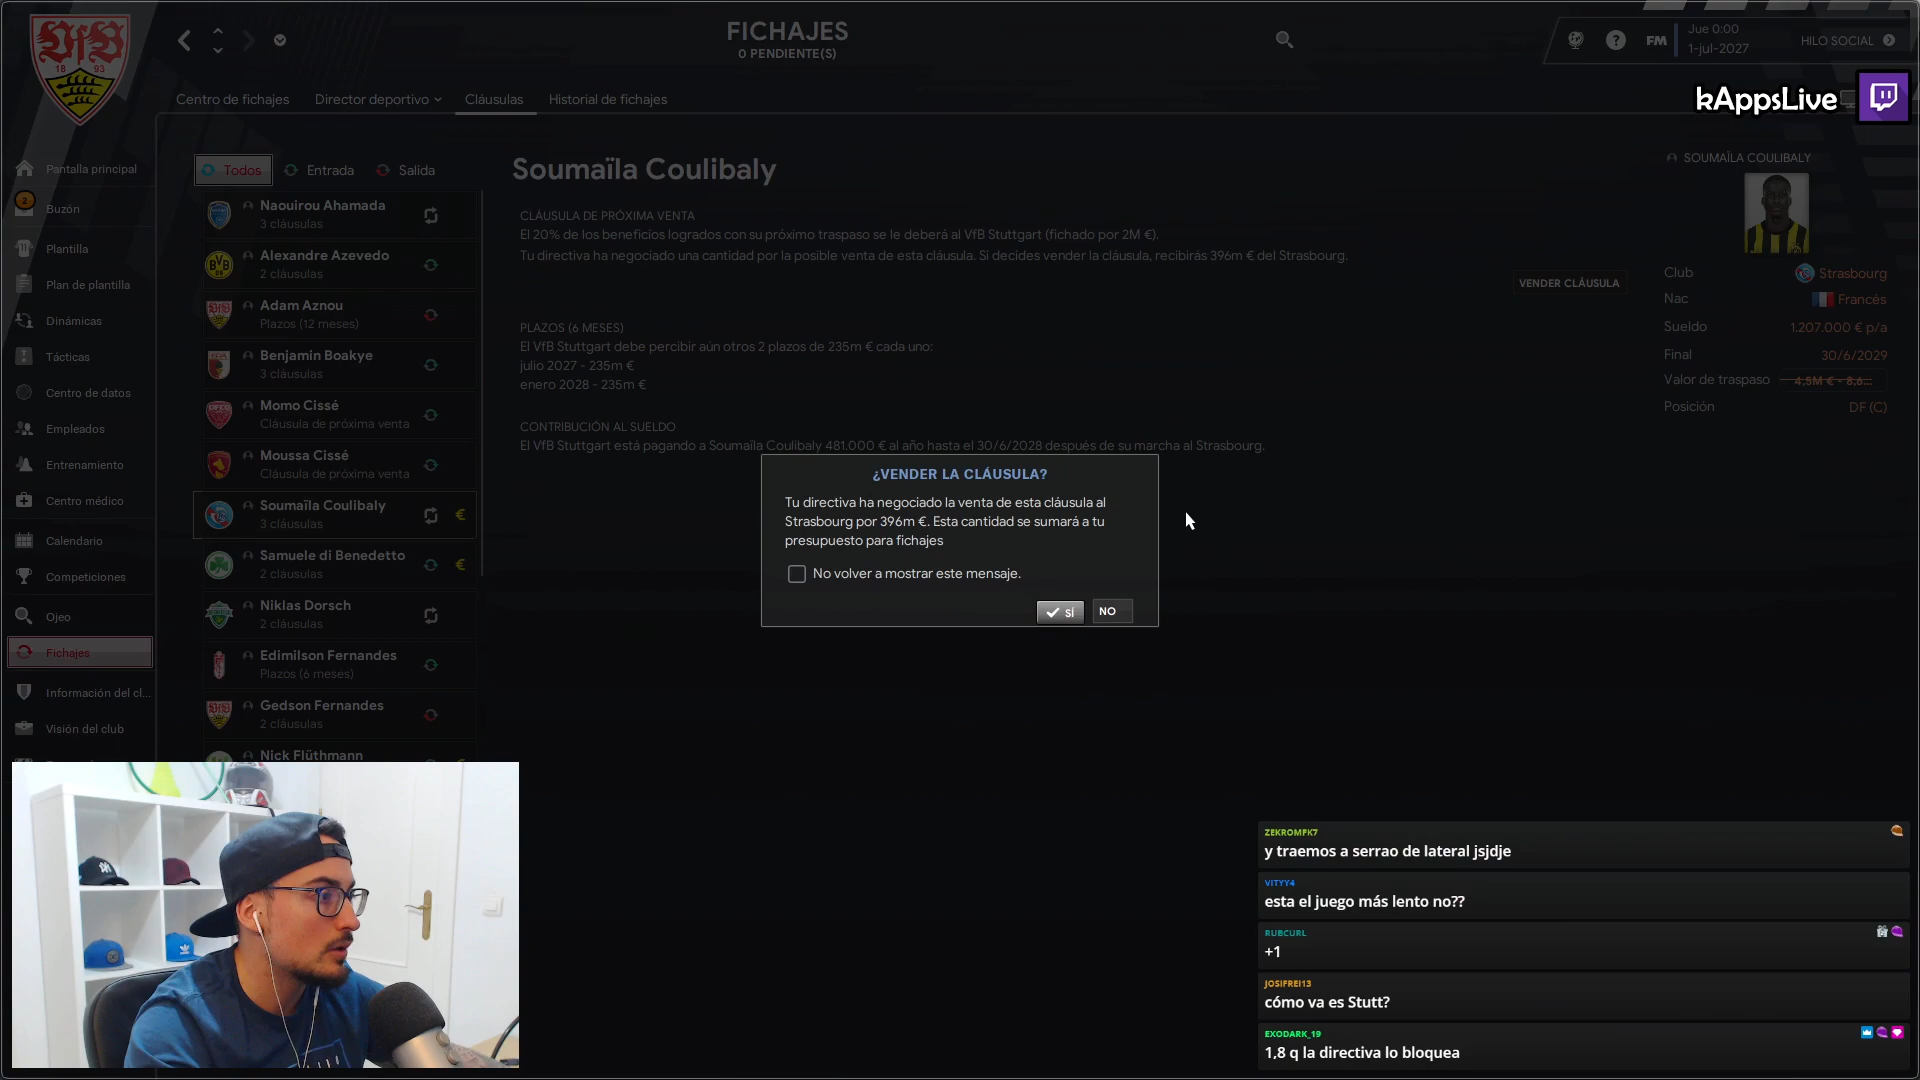 VfB
18 93
FICHAJES
0 PENDIENTE(S)
FM
Jue 0:00
1-jul-2027
HILO SOCIAL
kAppsLive
Centro de fichajes
Director deportivo
Cláusulas
Historial de fichajes
Pantalla principal
2
Buzón
Plantilla
Plan de plantilla
Dinámicas
Tácticas
Centro de datos
Empleados
Entrenamiento
Centro médico
Calendario
Competiciones
Ojeo
Fichajes
Información del cl...
Visión del club
Todos
Entrada
Salida
Naouirou Ahamada
3 cláusulas
Alexandre Azevedo
2 cláusulas
Adam Aznou
Plazos (12 meses)
Benjamin Boakye
3 cláusulas
Momo Cissé
Cláusula de próxima venta
Moussa Cissé
Cláusula de próxima venta
Soumaïla Coulibaly
3 cláusulas
€
Samuele di Benedetto
2 cláusulas
€
Niklas Dorsch
2 cláusulas
Edimilson Fernandes
Plazos (6 meses)
Gedson Fernandes
2 cláusulas
Nick Flüthmann
Soumaïla Coulibaly
CLÁUSULA DE PRÓXIMA VENTA
El 20% de los beneficios logrados con su próximo traspaso se le deberá al VfB Stuttgart (fichado por 2M €).
Tu directiva ha negociado una cantidad por la posible venta de esta cláusula. Si decides vender la cláusula, recibirás 396m € del Strasbourg.
VENDER CLÁUSULA
PLAZOS (6 MESES)
El VfB Stuttgart debe percibir aún otros 2 plazos de 235m € cada uno:
julio 2027 - 235m €
enero 2028 - 235m €
CONTRIBUCIÓN AL SUELDO
El VfB Stuttgart está pagando a Soumaïla Coulibaly 481.000 € al año hasta el 30/6/2028 después de su marcha al Strasbourg.
SOUMAÏLA COULIBALY
Club Strasbourg
Nac Francés
Sueldo 1.207.000 € p/a
Final 30/6/2029
Valor de traspaso 4,5M € - 8,6...
Posición DF (C)
¿VENDER LA CLÁUSULA?
Tu directiva ha negociado la venta de esta cláusula al
Strasbourg por 396m €. Esta cantidad se sumará a tu
presupuesto para fichajes
No volver a mostrar este mensaje.
SÍ
NO
ZEKROMFK7
y traemos a serrao de lateral jsjdje
VITYY4
esta el juego más lento no??
RUBCURL
+1
JOSIFREI13
cómo va es Stutt?
EXODARK_19
1,8 q la directiva lo bloquea